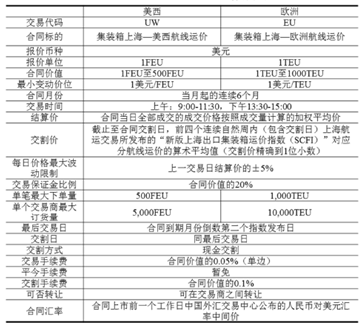 美西 欧洲
交易代码 UW EU
合同标的 集装箱上海—美西航线运价 集装箱上海—欧洲航线运价
报价币种 美元
报价单位 1FEU 1TEU
合同价值 1FEU至500FEU 1TEU至1000TEU
最小变动价位 1美元/FEU 1美元/TEU
合同月份 当月起的连续6个月
交易时间 上午：9:00-11:30，下午13:30-15:00
结算价 合同当日全部成交的成交价格按照成交量计算的加权平均价
交割价 截止至合同交割日，前四个连续自然周内（包含交割日）上海航
运交易所发布的“新版上海出口集装箱运价指数（SCFI）”对应
分航线运价的算术平均值（交割价精确到1位小数）
每日价格最大波
动限制 上一交易日结算价的±5%
交易保证金比例 合同价值的20%
单笔最大下单量 500FEU 1,000TEU
单个交易商最大
订货量 5,000FEU 10,000TEU
最后交易日 合同到期月份倒数第二个指数发布日
交割日 同最后交易日
交割方式 现金交割
交易手续费 合同价值的0.05%（单边）
平今手续费 暂免
交割手续费 合同价值的0.1%
可否转让 可在交易商之间转让
合同汇率 合同上市前一个工作日中国外汇交易中心公布的人民币对美元汇
率中间价